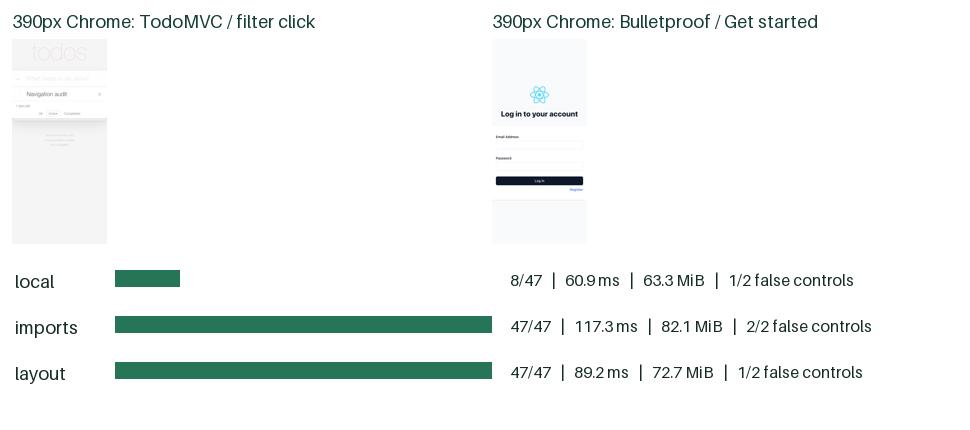 390px Chrome: TodoMVC / filter click
390px Chrome: Bulletproof / Get started
todos
Navigation audit
All Active Completed
Log in to your account
Email Address
Password
Log in
Register
local 8/47 | 60.9 ms | 63.3 MiB | 1/2 false controls
imports 47/47 | 117.3 ms | 82.1 MiB | 2/2 false controls
layout 47/47 | 89.2 ms | 72.7 MiB | 1/2 false controls